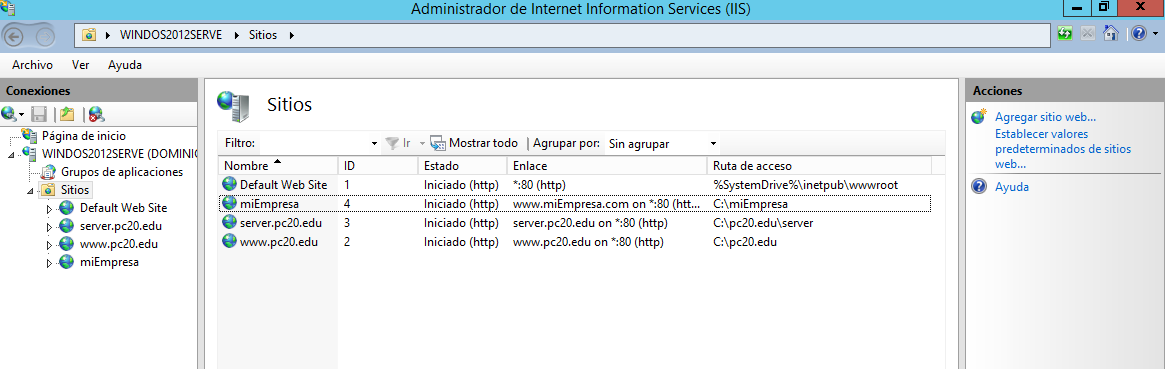 Administrador de Internet Information Services (IIS)
WINDOS2012SERVE Sitios
Archivo Ver Ayuda
Conexiones
Página de inicio
WINDOS2012SERVE (DOMINIC
Grupos de aplicaciones
Sitios
Default Web Site
server.pc20.edu
www.pc20.edu
miEmpresa
Sitios
Filtro: Ir Mostrar todo Agrupar por: Sin agrupar
Nombre ID Estado Enlace Ruta de acceso
Default Web Site 1 Iniciado (http) *:80 (http) %SystemDrive%\inetpub\wwwroot
miEmpresa 4 Iniciado (http) www.miEmpresa.com on *:80 (htt... C:\miEmpresa
server.pc20.edu 3 Iniciado (http) server.pc20.edu on *:80 (http) C:\pc20.edu\server
www.pc20.edu 2 Iniciado (http) www.pc20.edu on *:80 (http) C:\pc20.edu
Acciones
Agregar sitio web...
Establecer valores
predeterminados de sitios
web...
Ayuda